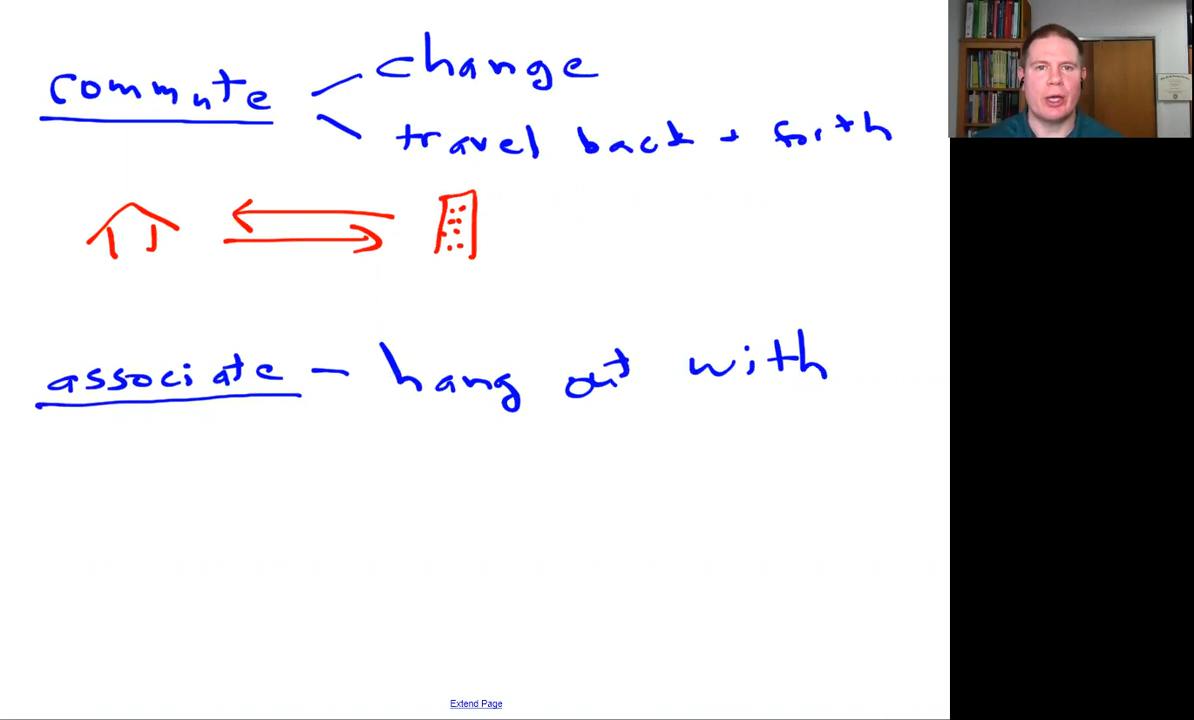 commute
change
travel back + forth
associate – hang out with
Extend Page